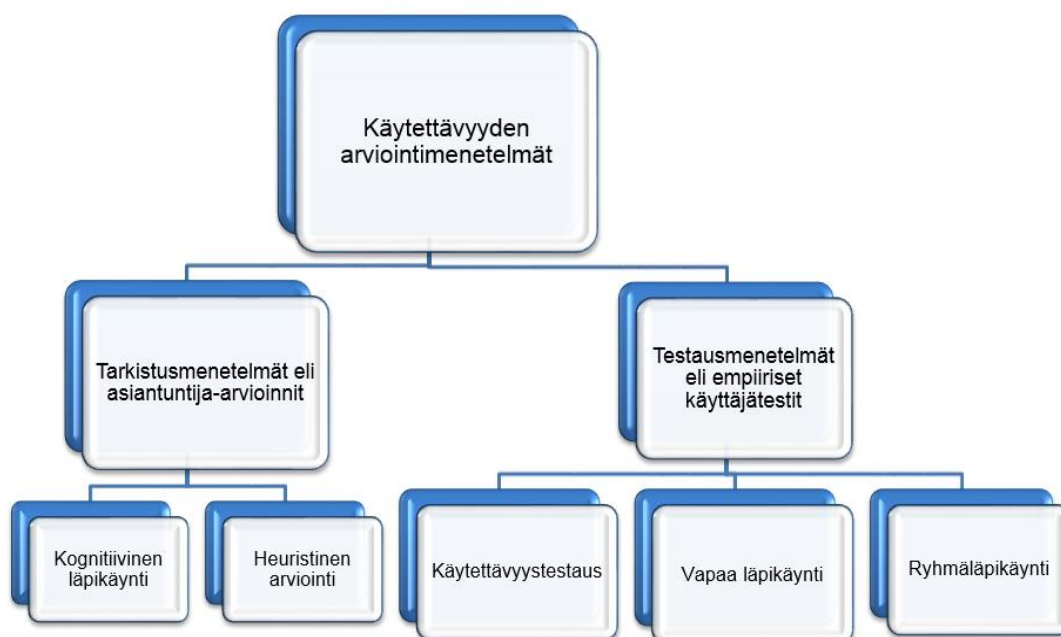 Käytettävyyden
arviointimenetelmät
Tarkistusmenetelmät eli
asiantuntija-arvioinnit
Testausmenetelmät
eli empiiriset
käyttäjätestit
Kognitiivinen
läpikäynti
Heuristinen
arviointi
Käytettävyystestaus
Vapaa läpikäynti
Ryhmäläpikäynti